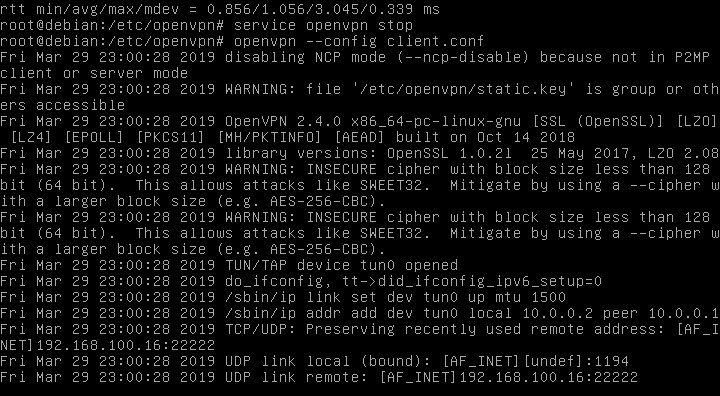 rtt min/avg/max/mdev = 0.856/1.056/3.045/0.339 ms
root@debian:/etc/openvpn# service openvpn stop
root@debian:/etc/openvpn# openvpn --config client.conf
Fri Mar 29 23:00:28 2019 disabling NCP mode (--ncp-disable) because not in P2MP
client or server mode
Fri Mar 29 23:00:28 2019 WARNING: file '/etc/openvpn/static.key' is group or oth
ers accessible
Fri Mar 29 23:00:28 2019 OpenVPN 2.4.0 x86_64-pc-linux-gnu [SSL (OpenSSL)] [LZO]
 [LZ4] [EPOLL] [PKCS11] [MH/PKTINFO] [AEAD] built on Oct 14 2018
Fri Mar 29 23:00:28 2019 library versions: OpenSSL 1.0.2l  25 May 2017, LZO 2.08
Fri Mar 29 23:00:28 2019 WARNING: INSECURE cipher with block size less than 128
bit (64 bit).  This allows attacks like SWEET32.  Mitigate by using a --cipher w
ith a larger block size (e.g. AES-256-CBC).
Fri Mar 29 23:00:28 2019 WARNING: INSECURE cipher with block size less than 128
bit (64 bit).  This allows attacks like SWEET32.  Mitigate by using a --cipher w
ith a larger block size (e.g. AES-256-CBC).
Fri Mar 29 23:00:28 2019 TUN/TAP device tun0 opened
Fri Mar 29 23:00:28 2019 do_ifconfig, tt->did_ifconfig_ipv6_setup=0
Fri Mar 29 23:00:28 2019 /sbin/ip link set dev tun0 up mtu 1500
Fri Mar 29 23:00:28 2019 /sbin/ip addr add dev tun0 local 10.0.0.2 peer 10.0.0.1
Fri Mar 29 23:00:28 2019 TCP/UDP: Preserving recently used remote address: [AF_I
NET]192.168.100.16:22222
Fri Mar 29 23:00:28 2019 UDP link local (bound): [AF_INET][undef]:1194
Fri Mar 29 23:00:28 2019 UDP link remote: [AF_INET]192.168.100.16:22222